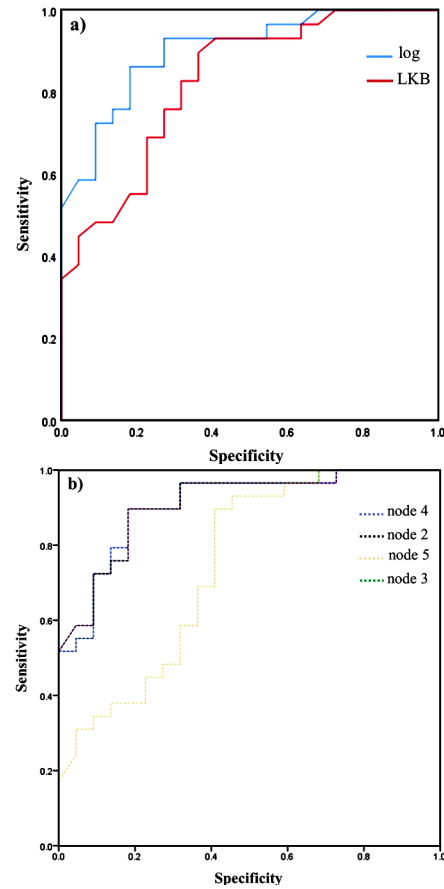 a)
log
LKB
1.0
0.8
0.6
0.4
0.2
0.0
Sensitivity
0.0 0.2 0.4 0.6 0.8 1.0
Specificity
b)
node 4
node 2
node 5
node 3
1.0
0.8
0.6
0.4
0.2
0.0
Sensitivity
0.0 0.2 0.4 0.6 0.8 1.0
Specificity